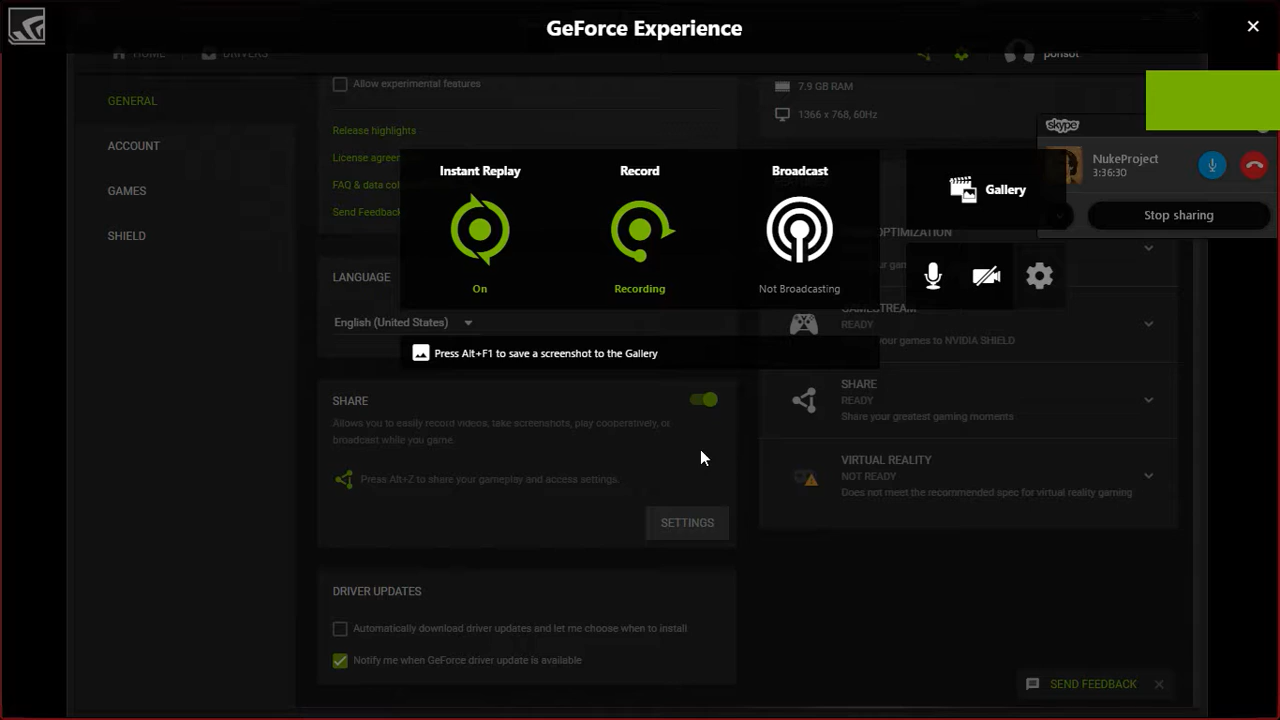 GeForce Experience
HOME
DRIVERS
ponsot
GENERAL
ACCOUNT
GAMES
SHIELD
Allow experimental features
Release highlights
License agreer
FAQ & data col
Send Feedback
LANGUAGE
English (United States)
Instant Replay
On
Record
Recording
Broadcast
Not Broadcasting
Press Alt+F1 to save a screenshot to the Gallery
Gallery
7.9 GB RAM
1366 x 768, 60Hz
skype
NukeProject
3:36:30
Stop sharing
OPTIMIZATION
GAMESTREAM
READY
your games to NVIDIA SHIELD
SHARE
Allows you to easily record videos, take screenshots, play cooperatively, or
broadcast while you game.
Press Alt+Z to share your gameplay and access settings.
SETTINGS
SHARE
READY
Share your greatest gaming moments
VIRTUAL REALITY
NOT READY
Does not meet the recommended spec for virtual reality gaming
DRIVER UPDATES
Automatically download driver updates and let me choose when to install
Notify me when GeForce driver update is available
SEND FEEDBACK